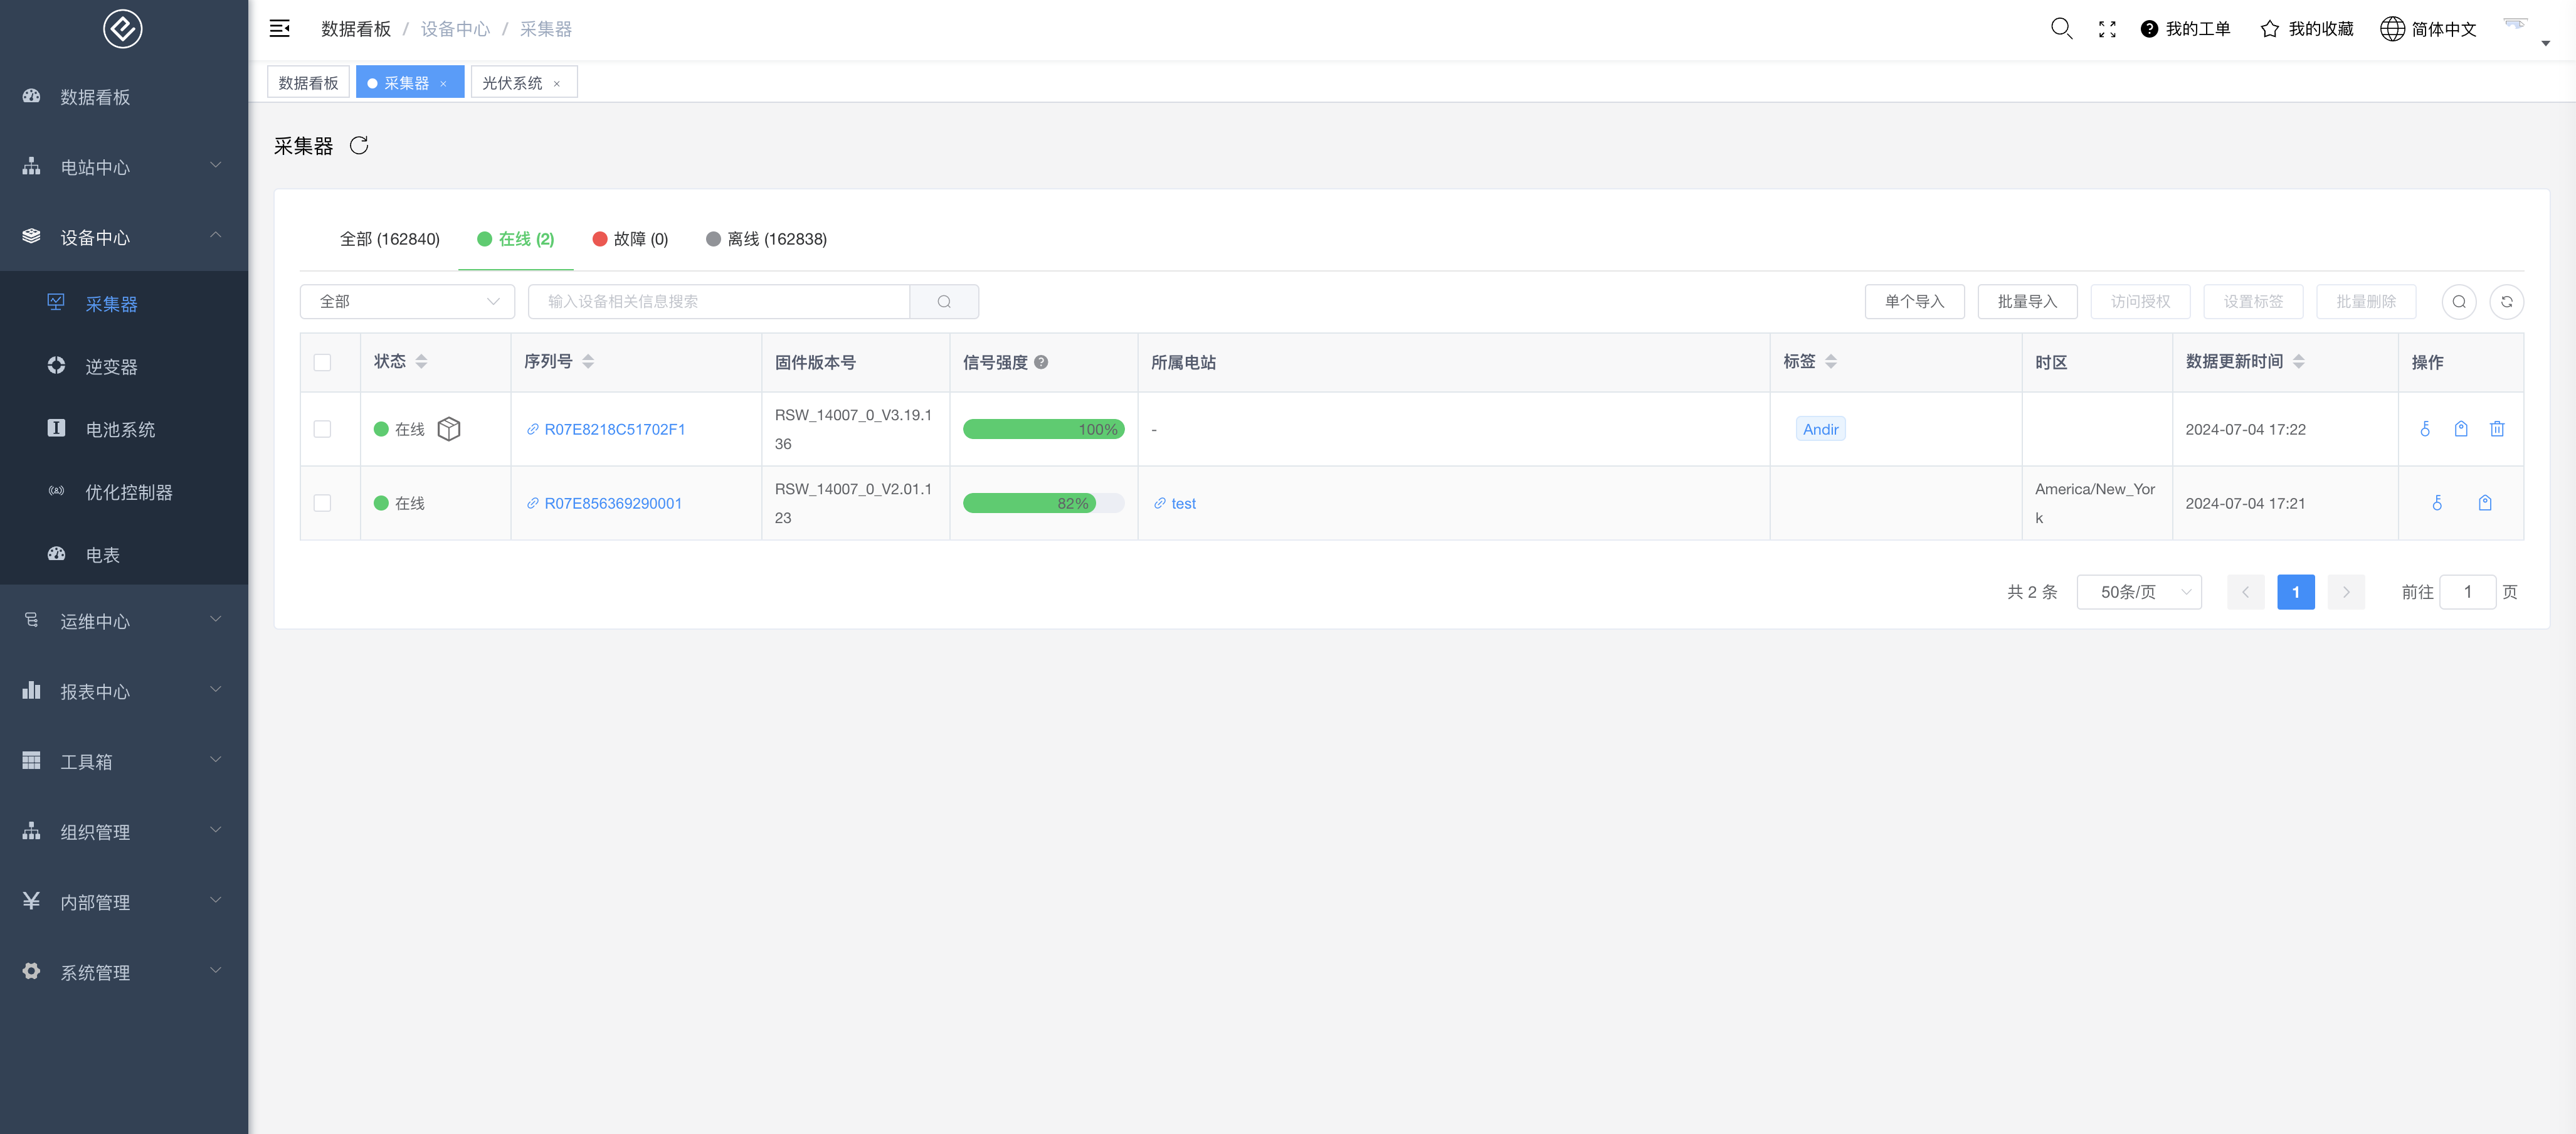 数据看板 / 设备中心 / 采集器
我的工单
我的收藏
简体中文
数据看板
采集器 ×
光伏系统 ×
数据看板
电站中心
设备中心
采集器
逆变器
电池系统
优化控制器
电表
运维中心
报表中心
工具箱
组织管理
内部管理
系统管理
采集器
全部 (162840)
在线 (2)
故障 (0)
离线 (162838)
全部
输入设备相关信息搜索
单个导入
批量导入
访问授权
设置标签
批量删除
状态
序列号
固件版本号
信号强度 ?
所属电站
标签
时区
数据更新时间
操作
在线
R07E8218C51702F1
RSW_14007_0_V3.19.1
36
100%
-
Andir
2024-07-04 17:22
在线
R07E856369290001
RSW_14007_0_V2.01.1
23
82%
test
America/New_Yor
k
2024-07-04 17:21
共 2 条
50条/页
1
前往 1 页